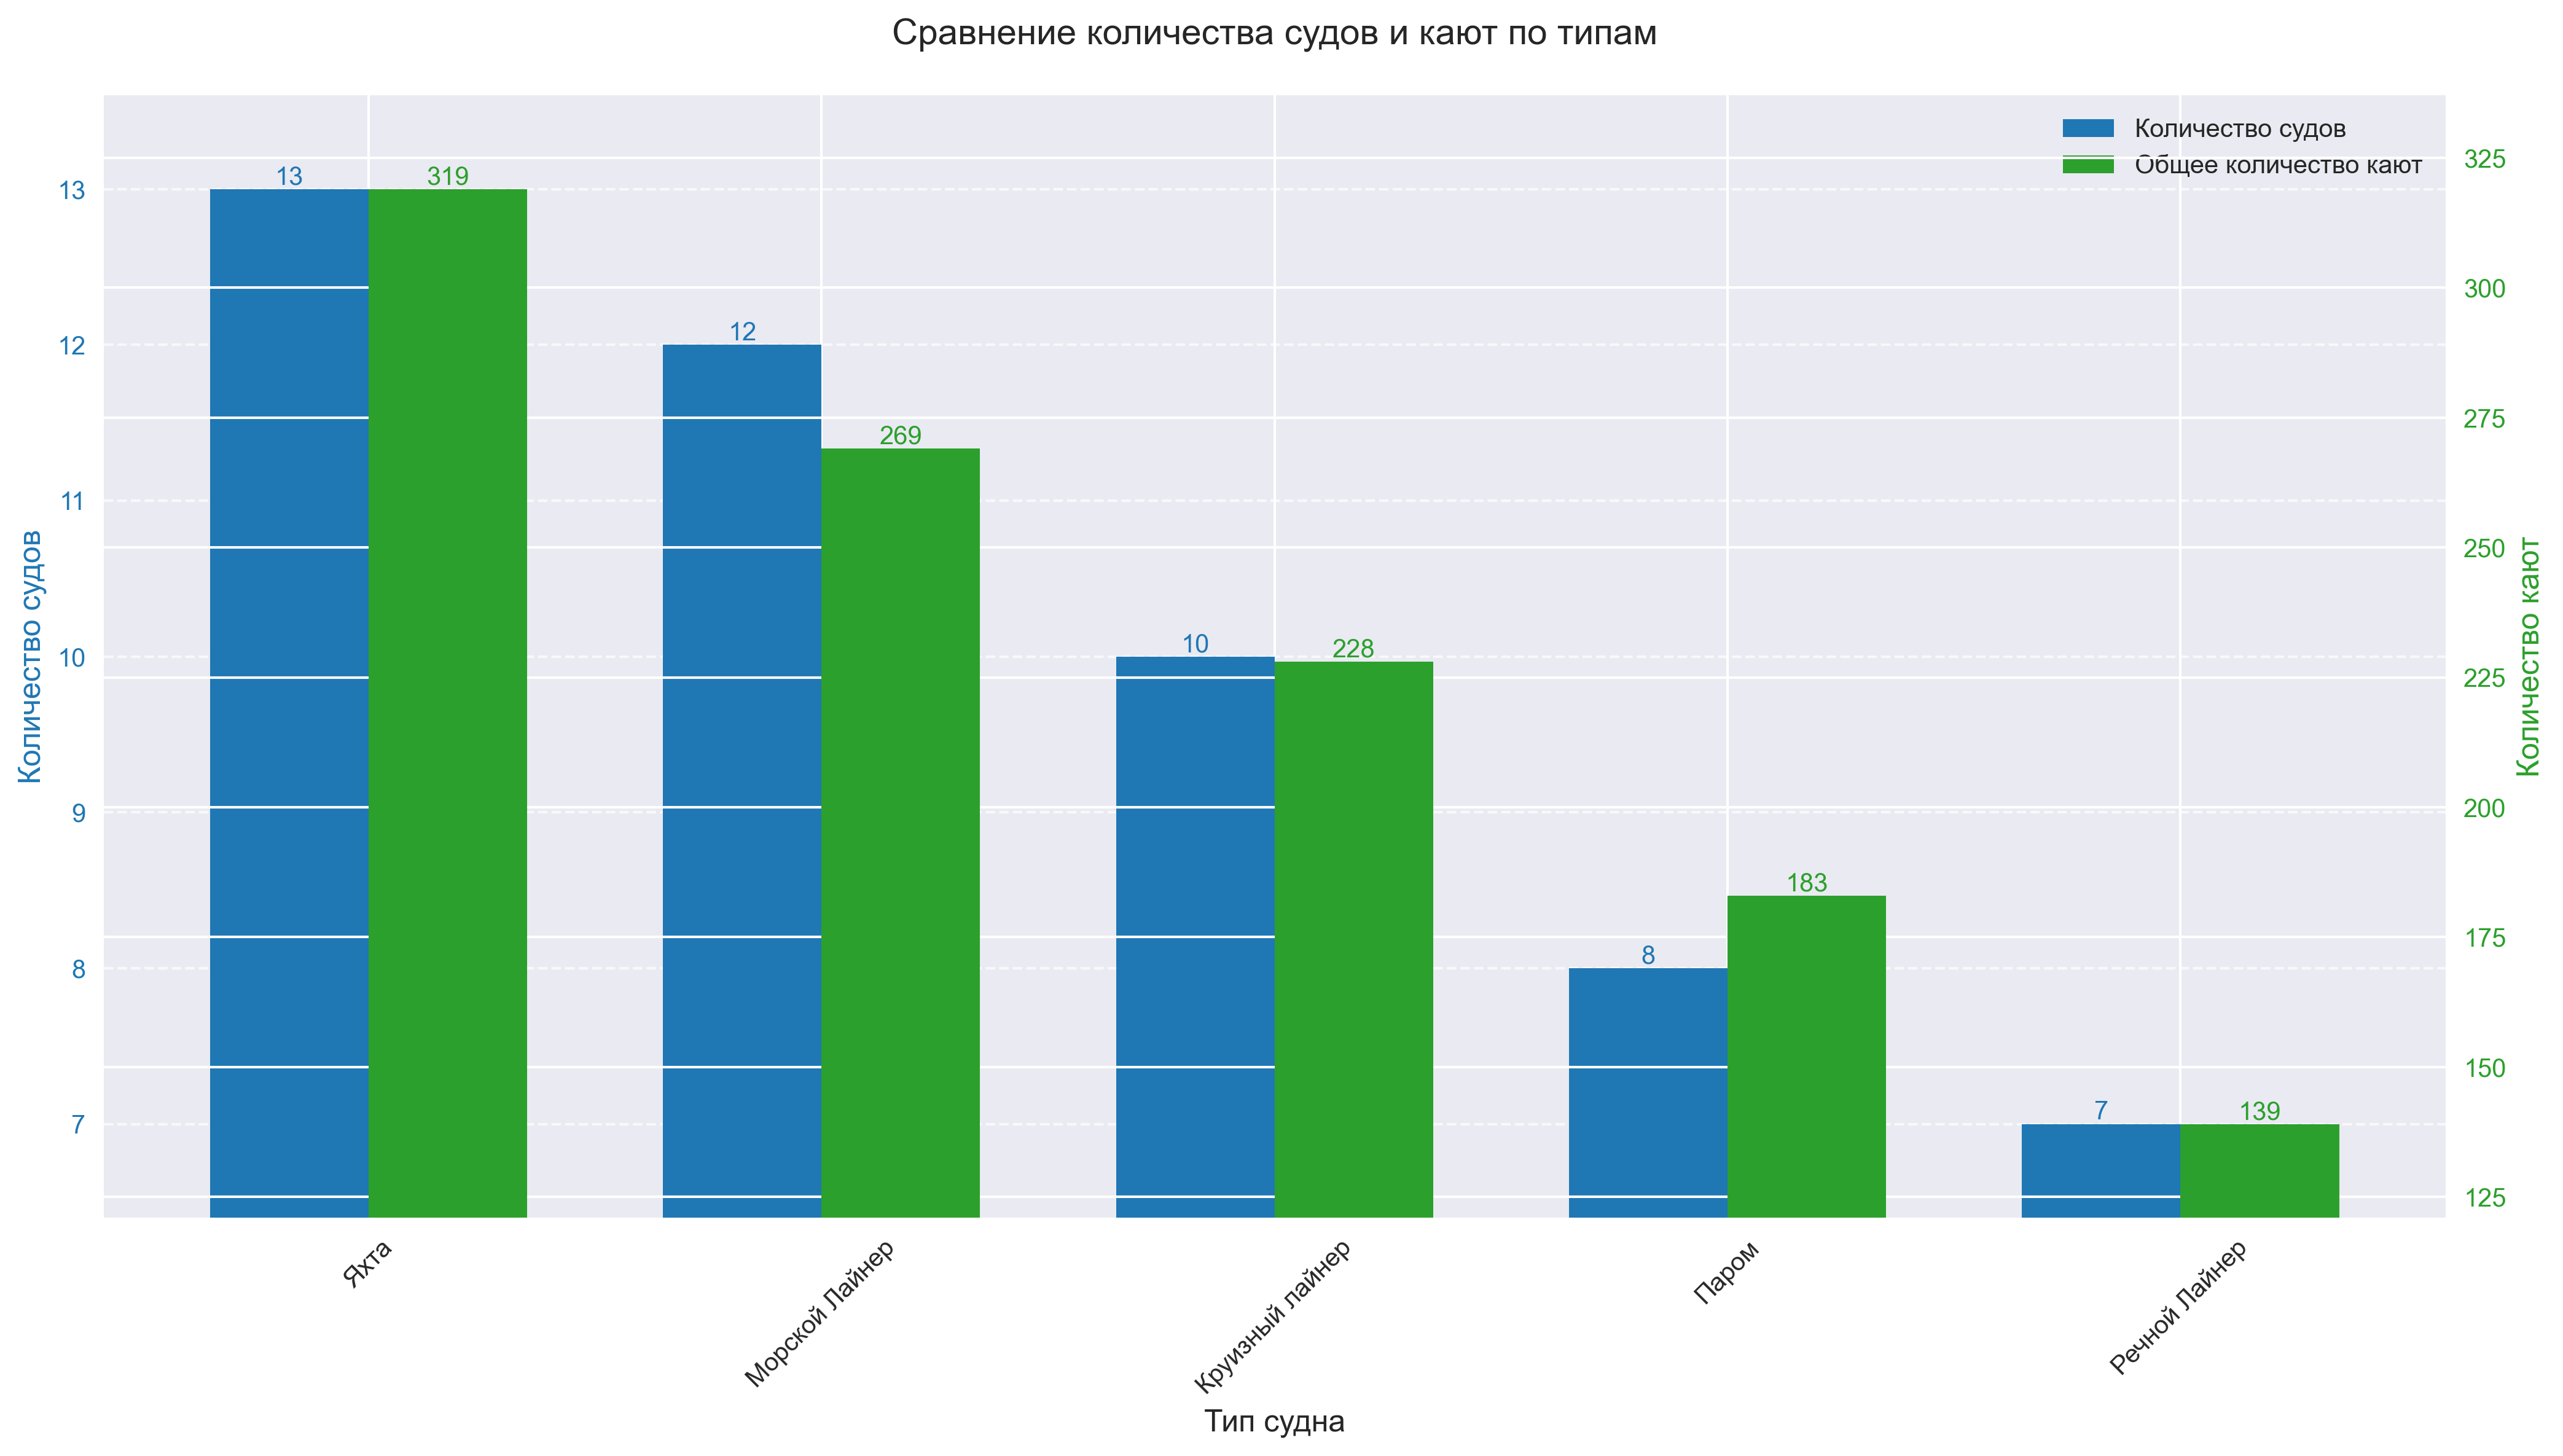 Сравнение количества судов и кают по типам
Количество судов
Общее количество кают
13
12
11
10
9
8
7
Количество судов
325
300
275
250
225
200
175
150
125
Количество кают
13
319
12
269
10
228
8
183
7
139
Яхта
Морской Лайнер
Круизный лайнер
Паром
Речной Лайнер
Тип судна